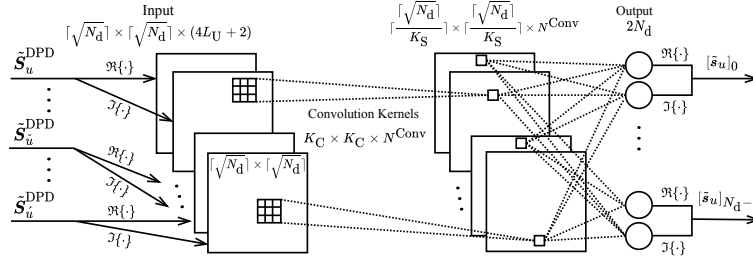 Input
⌈√N_d⌉ × ⌈√N_d⌉ × (4L_U + 2)
S̃_u^DPD
ℜ{·}
ℑ{·}
S̃_ǔ^DPD
ℜ{·}
ℑ{·}
S̃_ú^DPD
ℜ{·}
ℑ{·}
⌈√N_d⌉ × ⌈√N_d⌉
Convolution Kernels
K_C × K_C × N^Conv
⌈⌈√N_d⌉/K_S⌉ × ⌈⌈√N_d⌉/K_S⌉ × N^Conv
Output
2N_d
ℜ{·}
[s̃_u]_0
ℑ{·}
ℜ{·}
[s̃_u]_{N_d−
ℑ{·}